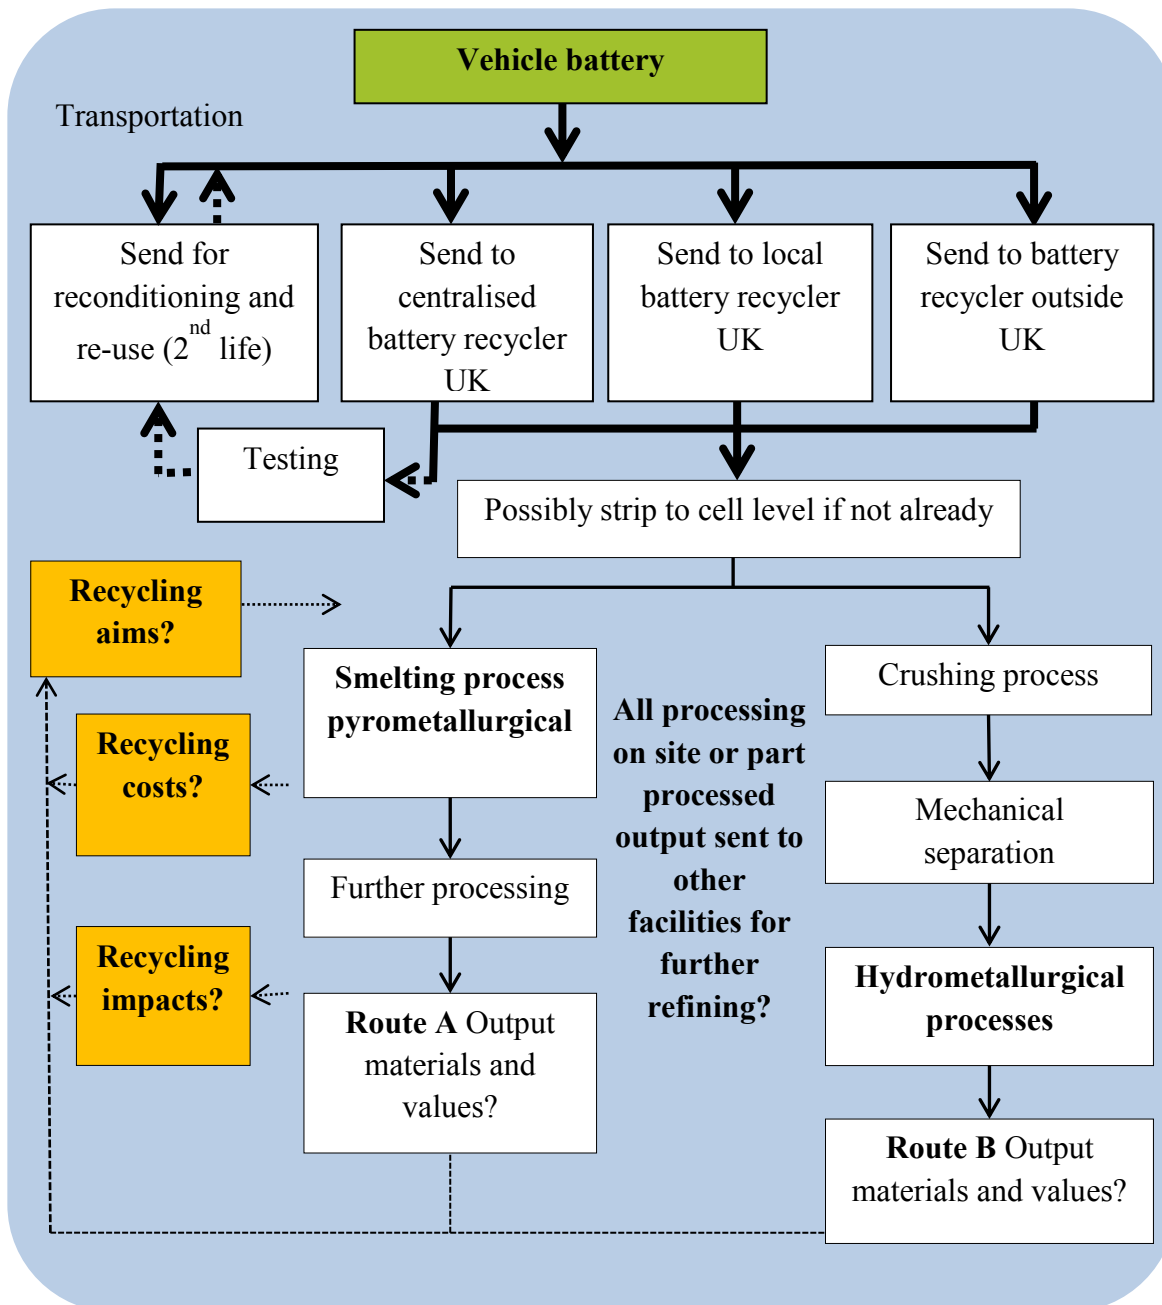 Vehicle battery
Transportation
Send for
reconditioning and
re-use (2nd life)
Send to
centralised
battery recycler
UK
Send to local
battery recycler
UK
Send to battery
recycler outside
UK
Testing
Possibly strip to cell level if not already
Recycling
aims?
Smelting process
pyrometallurgical
Crushing process
All processing
on site or part
processed
output sent to
other
facilities for
further
refining?
Recycling
costs?
Mechanical
separation
Further processing
Recycling
impacts?
Hydrometallurgical
processes
Route A Output
materials and
values?
Route B Output
materials and values?